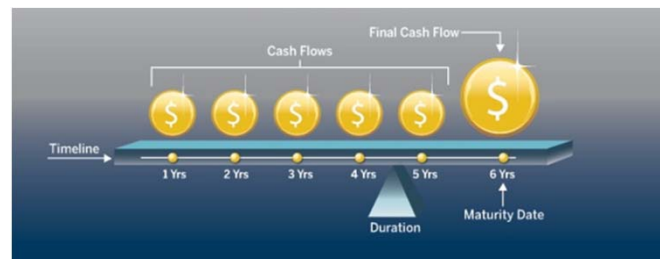 Final Cash Flow
Cash Flows
$ $ $ $ $ $
Timeline
1 Yrs 2 Yrs 3 Yrs 4 Yrs 5 Yrs 6 Yrs
Duration
Maturity Date